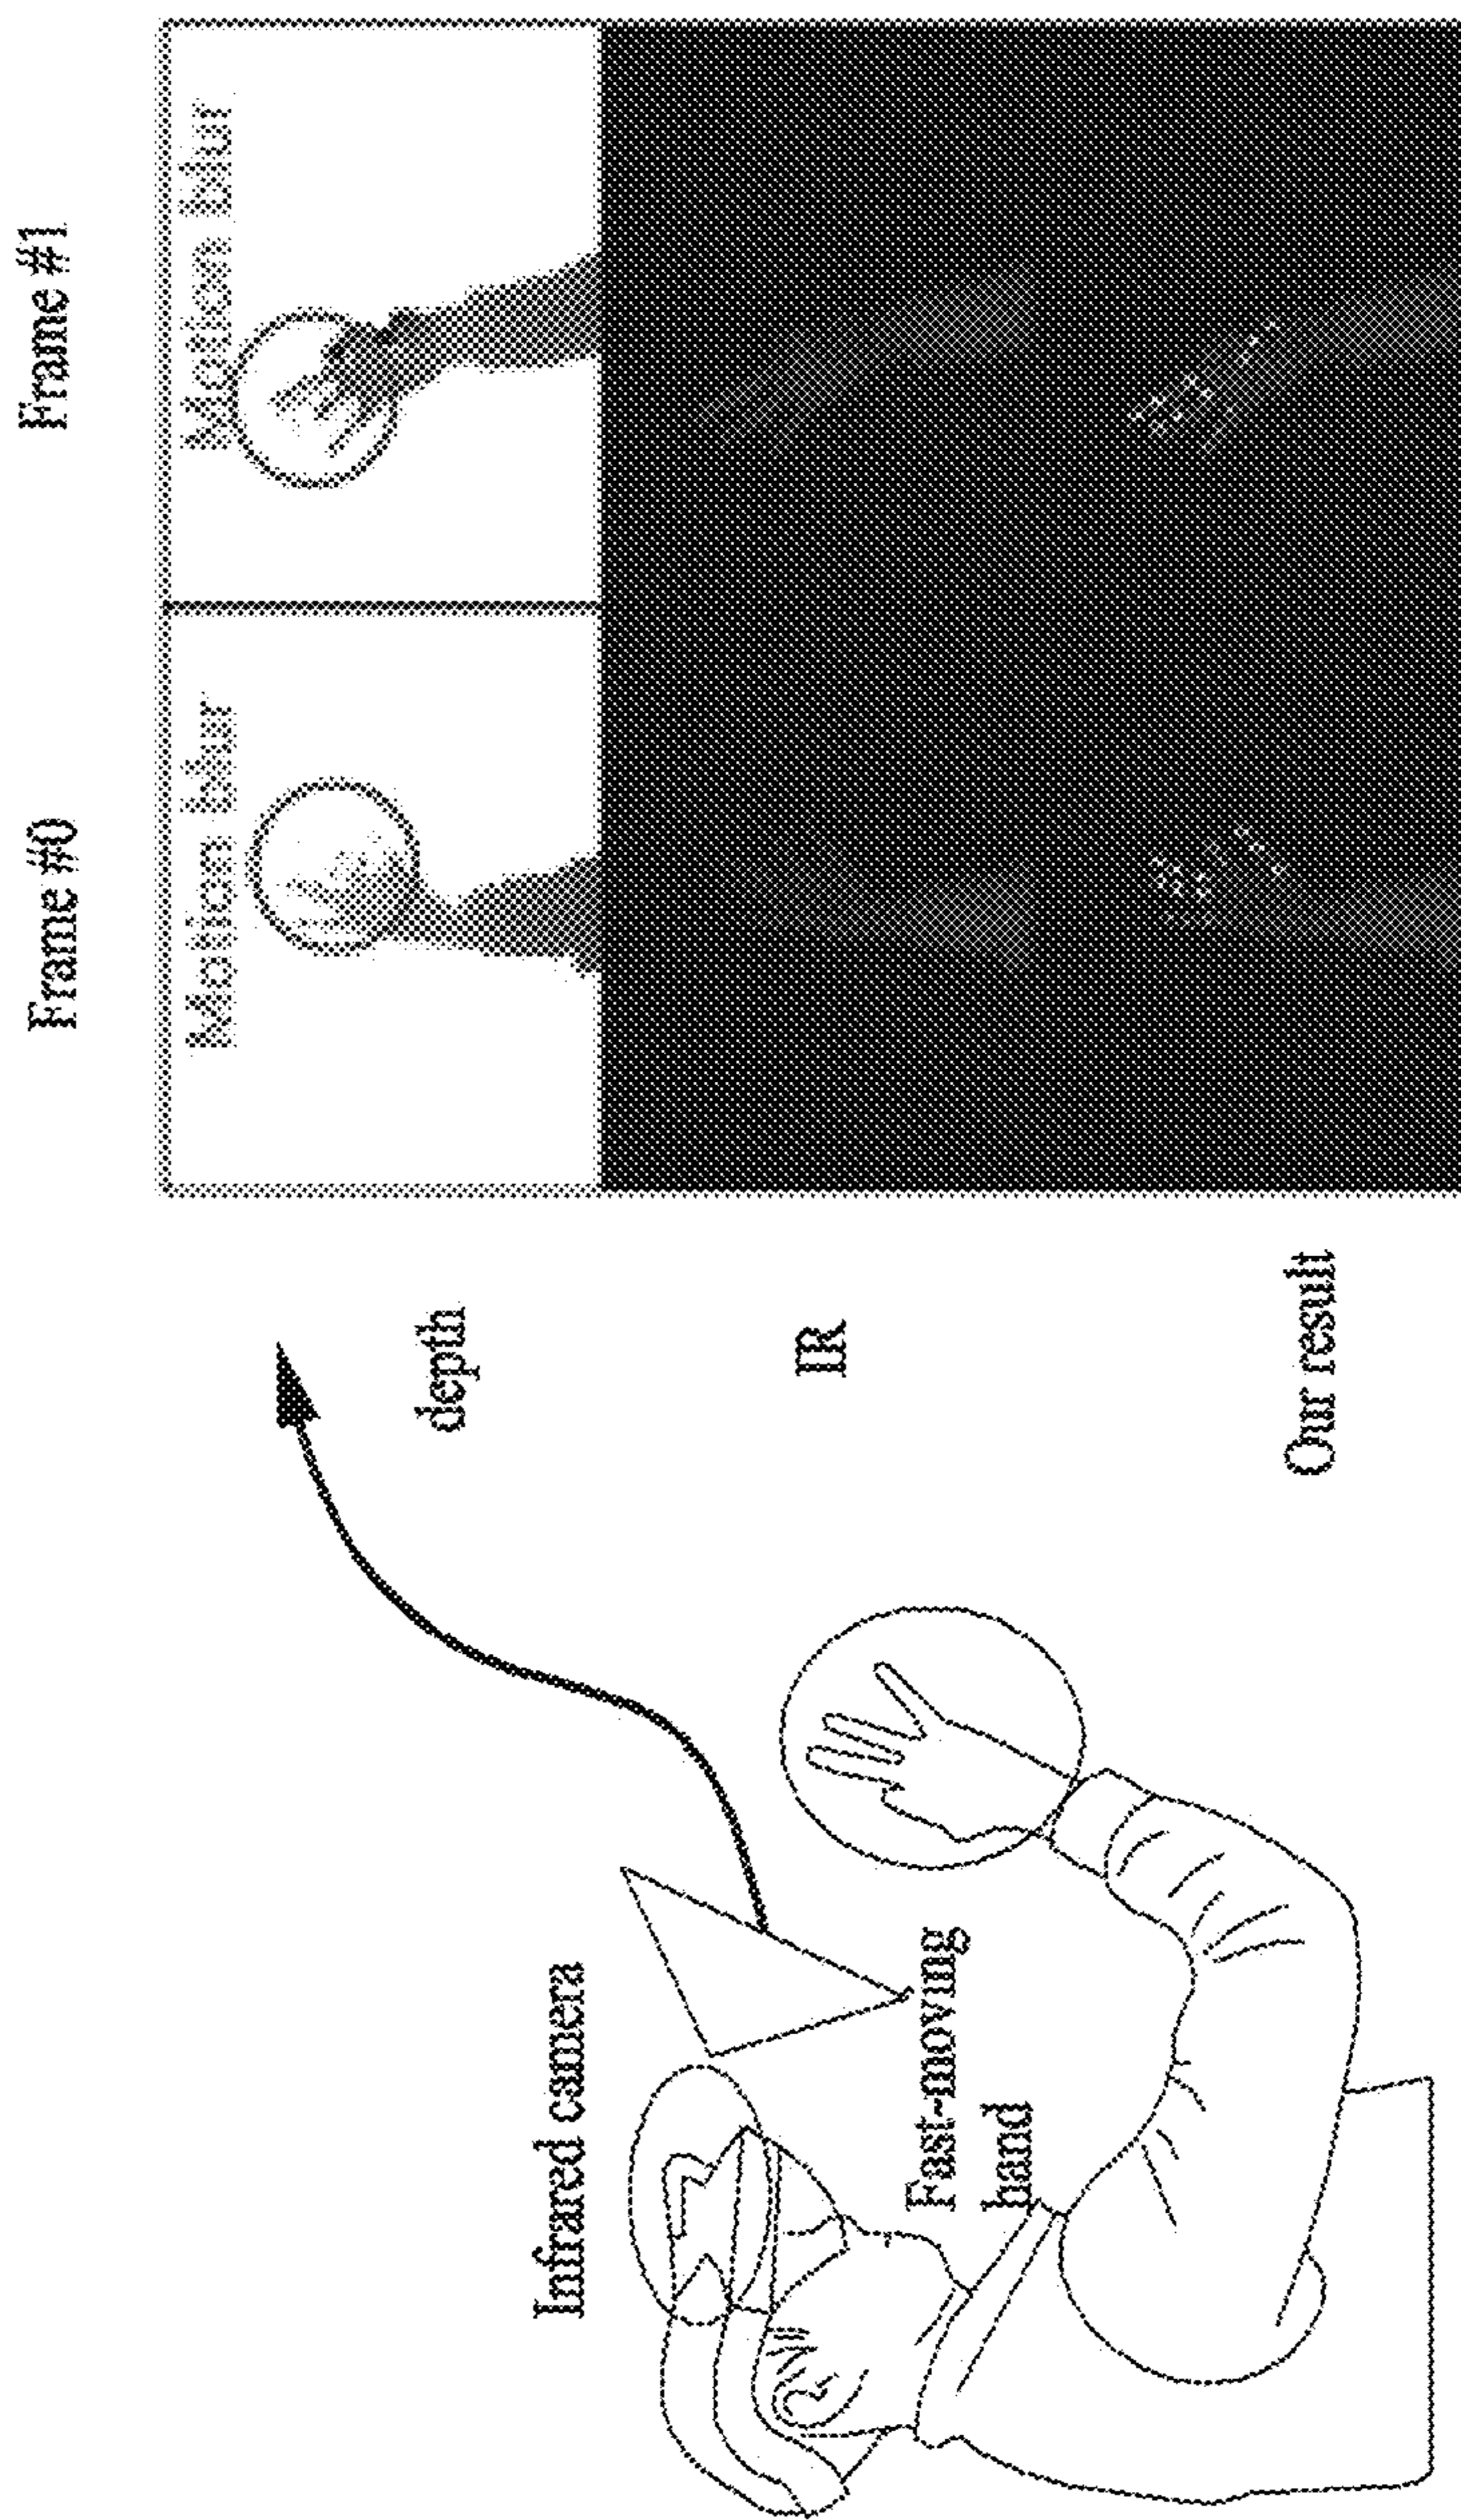 Frame #0
Frame #1
Motion blur
Motion blur
Infrared camera
depth
Fast-moving
hand
IR
Our result